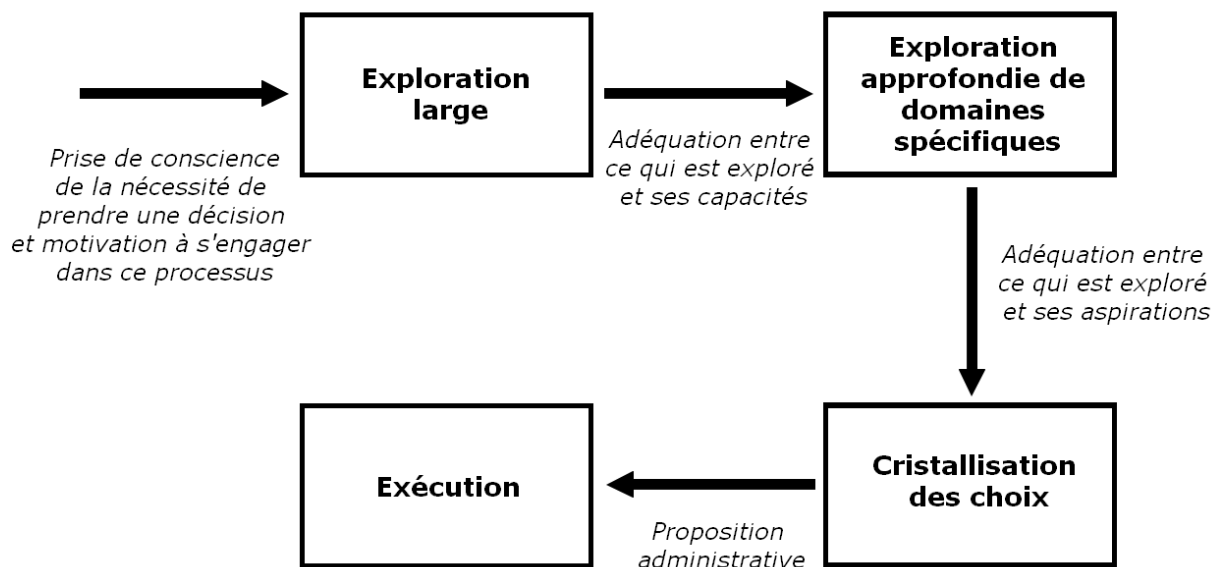 Exploration
large
Exploration
approfondie de
domaines
spécifiques
Prise de conscience
de la nécessité de
prendre une décision
et motivation à s'engager
dans ce processus
Adéquation entre
ce qui est exploré
et ses capacités
Adéquation entre
ce qui est exploré
et ses aspirations
Cristallisation
des choix
Proposition
administrative
Exécution